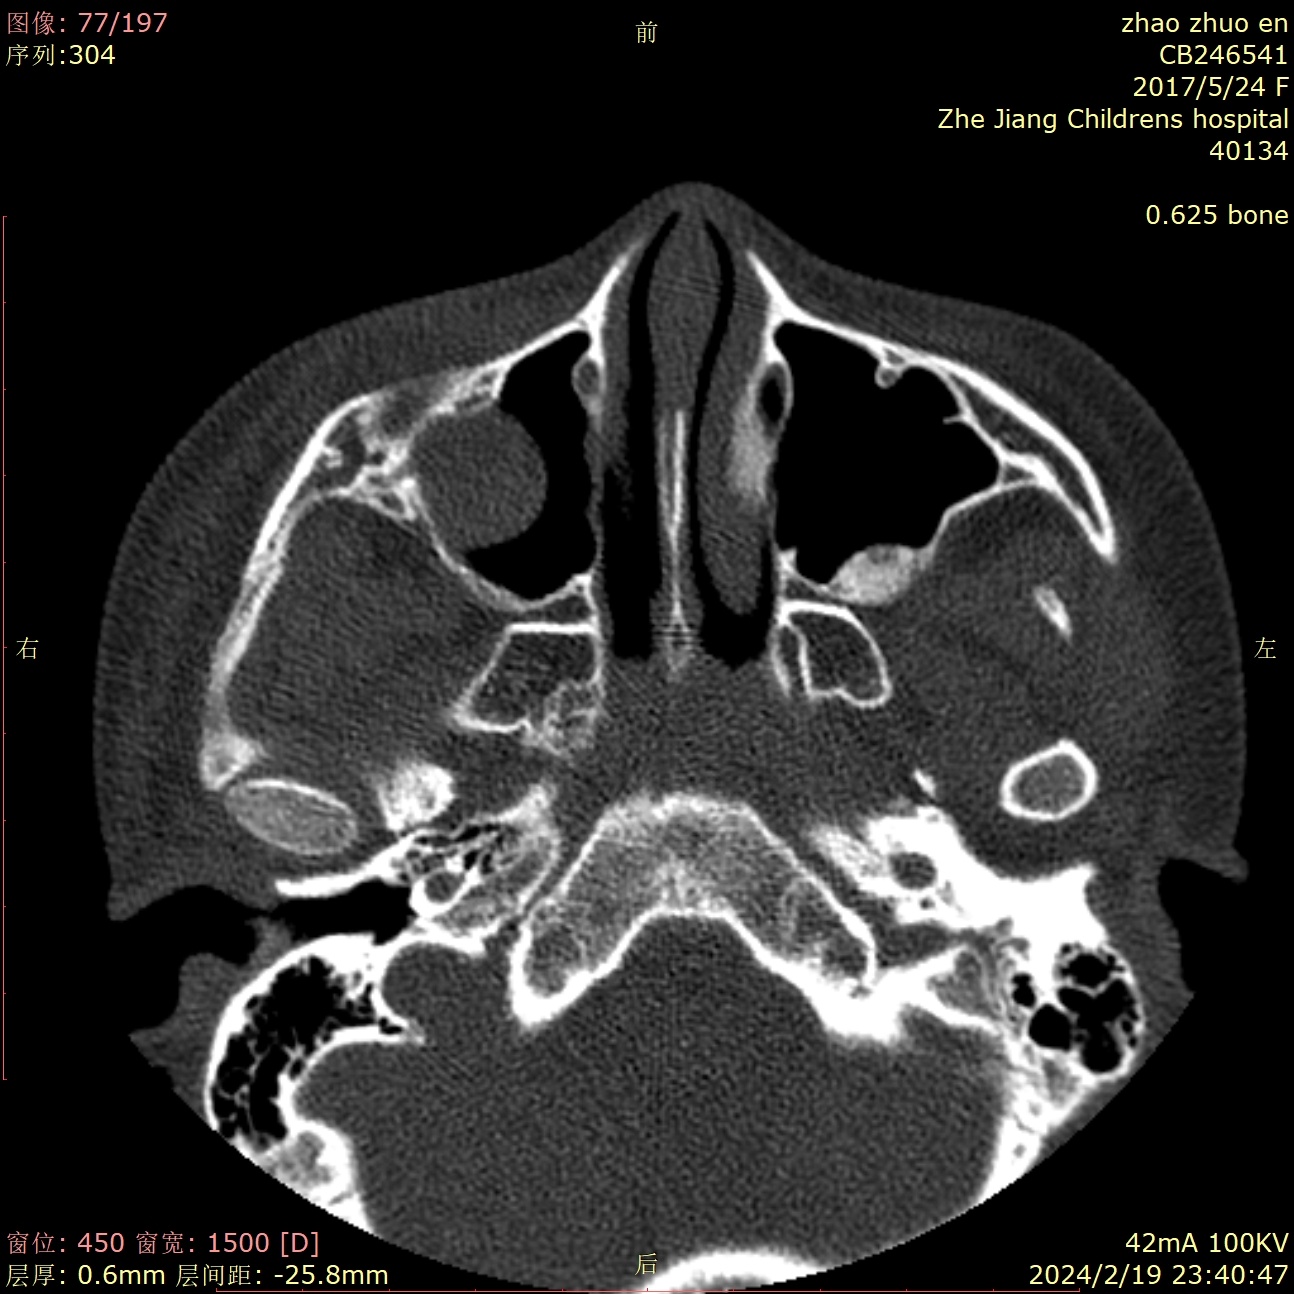 图像: 77/197
序列:304
前
zhao zhuo en
CB246541
2017/5/24 F
Zhe Jiang Childrens hospital
40134
0.625 bone
右
左
窗位: 450 窗宽: 1500 [D]
层厚: 0.6mm 层间距: -25.8mm
后
42mA 100KV
2024/2/19 23:40:47